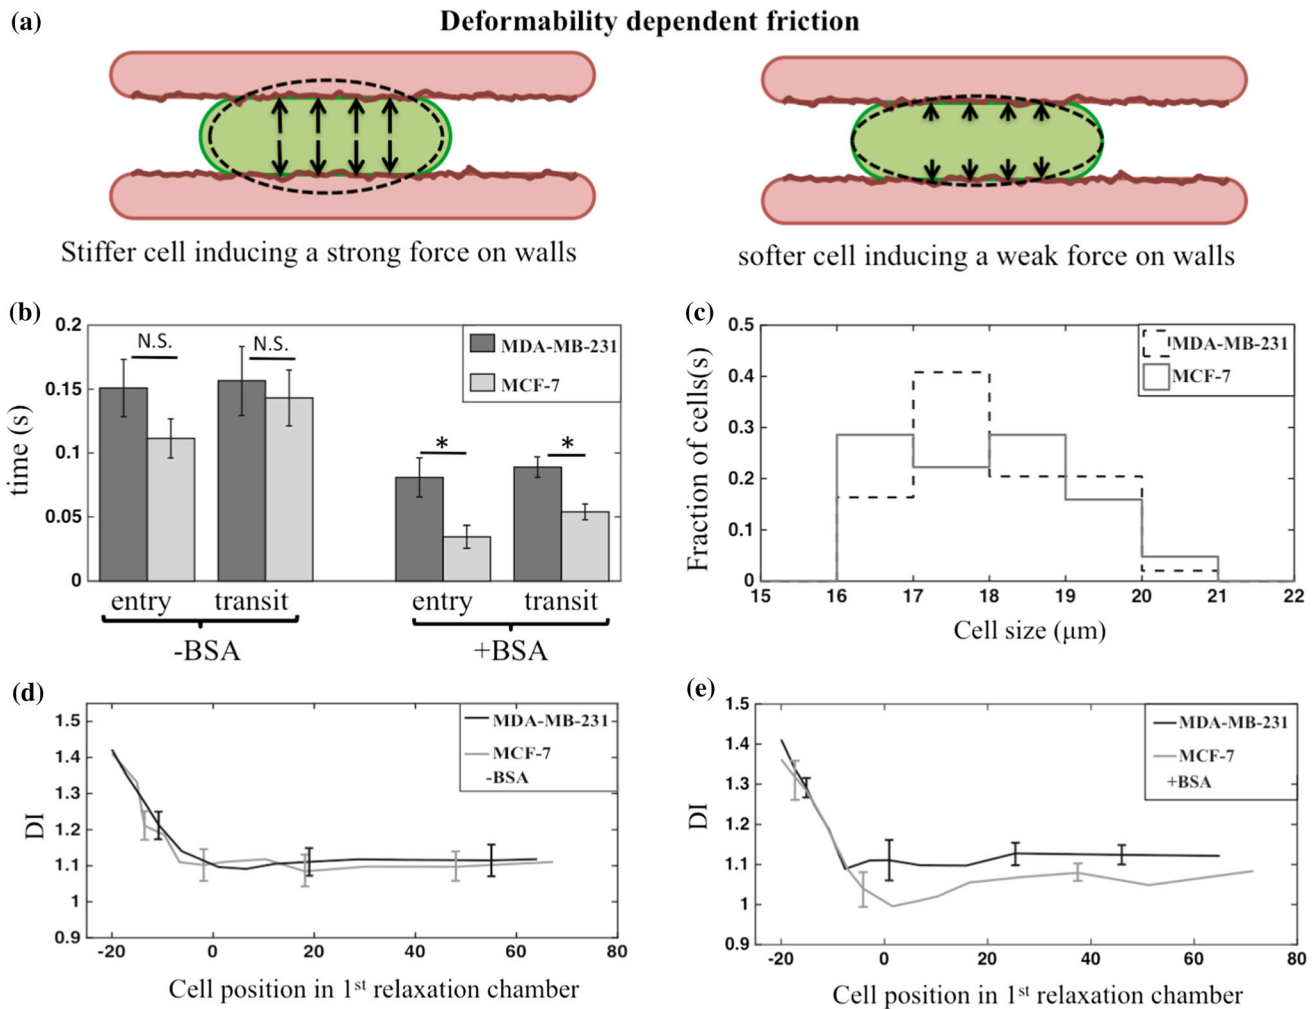 (a)
Deformability dependent friction
Stiffer cell inducing a strong force on walls
softer cell inducing a weak force on walls
(b)
0.2
0.15
0.1
0.05
0
time (s)
N.S.
N.S.
*
*
MDA-MB-231
MCF-7
entry
transit
entry
transit
-BSA
+BSA
(c)
0.5
0.4
0.3
0.2
0.1
0
Fraction of cells(s)
MDA-MB-231
MCF-7
15 16 17 18 19 20 21 22
Cell size (μm)
(d)
1.5
1.4
1.3
1.2
1.1
1
0.9
DI
MDA-MB-231
MCF-7
-BSA
-20 0 20 40 60 80
Cell position in 1st relaxation chamber
(e)
1.5
1.4
1.3
1.2
1.1
1
0.9
DI
MDA-MB-231
MCF-7
+BSA
-20 0 20 40 60 80
Cell position in 1st relaxation chamber